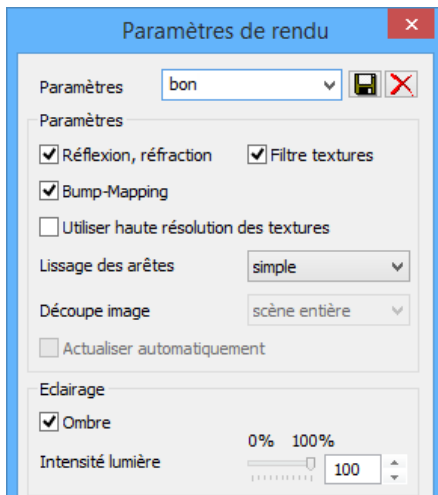 Paramètres de rendu
Paramètres bon
Paramètres
Réflexion, réfraction Filtre textures
Bump-Mapping
Utiliser haute résolution des textures
Lissage des arêtes simple
Découpe image scène entière
Actualiser automatiquement
Eclairage
Ombre
0% 100%
Intensité lumière 100